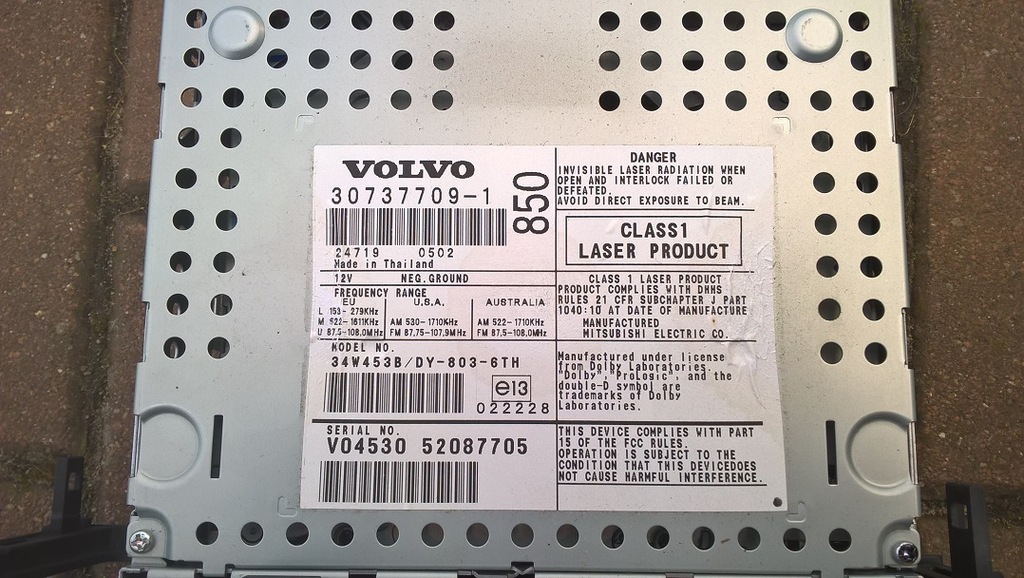 VOLVO
30737709-1
850
24719 0502
Made in Thailand
12V NEG.GROUND
FREQUENCY RANGE
EU U.S.A. AUSTRALIA
L 153- 279KHz
M 522-1611KHz AM 530-1710KHz AM 522-1710KHz
U 87.5-108.0MHz FM 87.75-107.9MHz FM 87.5-108.0MHz
MODEL NO.
34W453B/DY-803-6TH
e13
022228
SERIAL NO.
V04530 52087705
DANGER
INVISIBLE LASER RADIATION WHEN
OPEN AND INTERLOCK FAILED OR
DEFEATED.
AVOID DIRECT EXPOSURE TO BEAM.
CLASS1
LASER PRODUCT
CLASS 1 LASER PRODUCT
PRODUCT COMPLIES WITH DHHS
RULES 21 CFR SUBCHAPTER J PART
1040:10 AT DATE OF MANUFACTURE
MANUFACTURED
MITSUBISHI ELECTRIC CO.
Manufactured under license
from Dolby Laboratories.
"Dolby","ProLogic", and the
double-D symbol are
trademarks of Dolby
Laboratories.
THIS DEVICE COMPLIES WITH PART
15 OF THE FCC RULES.
OPERATION IS SUBJECT TO THE
CONDITION THAT THIS DEVICEDOES
NOT CAUSE HARMFUL INTERFERENCE.